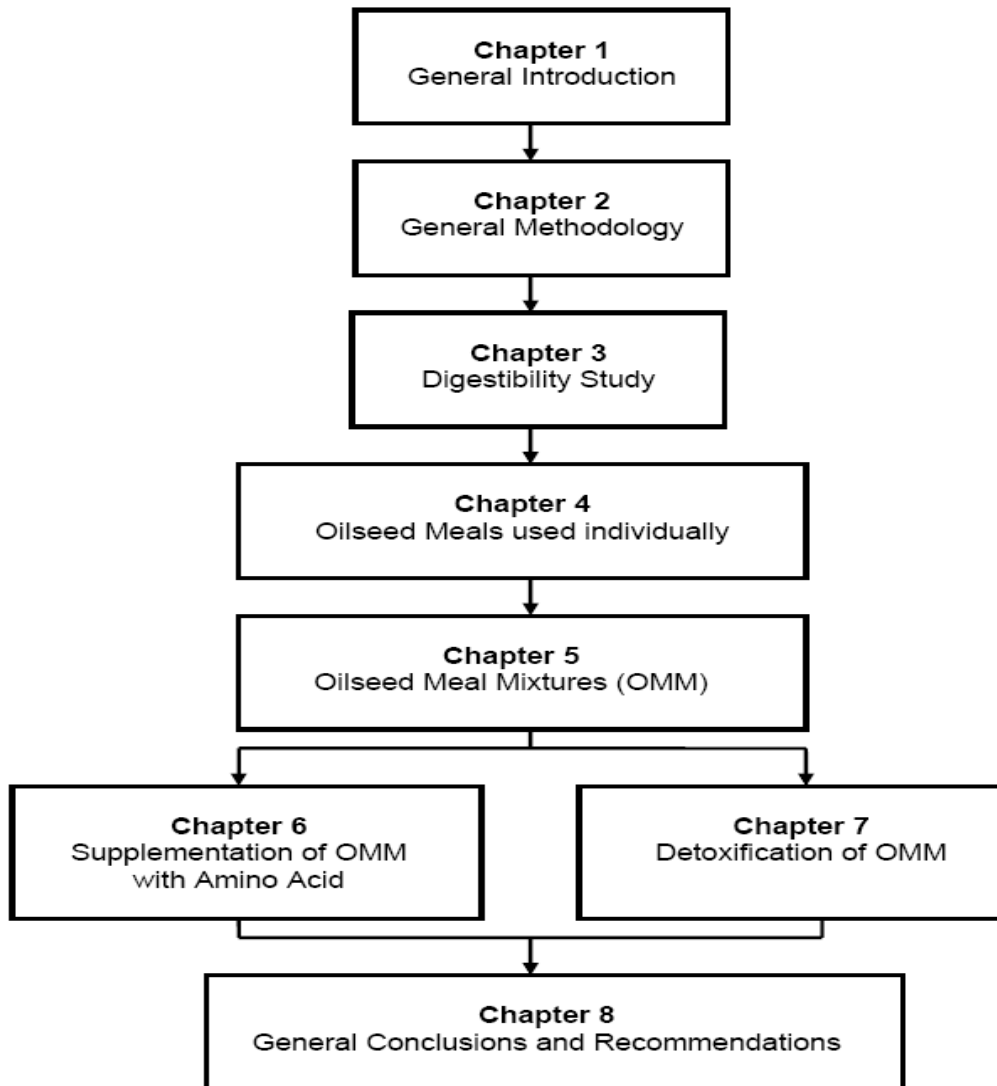 Chapter 1
General Introduction
Chapter 2
General Methodology
Chapter 3
Digestibility Study
Chapter 4
Oilseed Meals used individually
Chapter 5
Oilseed Meal Mixtures (OMM)
Chapter 6
Supplementation of OMM
with Amino Acid
Chapter 7
Detoxification of OMM
Chapter 8
General Conclusions and Recommendations